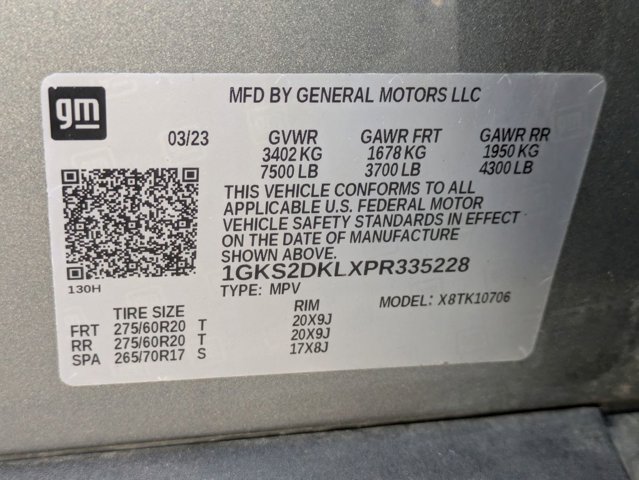 gm
MFD BY GENERAL MOTORS LLC
03/23 GVWR GAWR FRT GAWR RR
3402 KG 1678 KG 1950 KG
7500 LB 3700 LB 4300 LB
THIS VEHICLE CONFORMS TO ALL
APPLICABLE U.S. FEDERAL MOTOR
VEHICLE SAFETY STANDARDS IN EFFECT
ON THE DATE OF MANUFACTURE
SHOWN ABOVE.
130H
1GKS2DKLXPR335228
TYPE: MPV MODEL: X8TK10706
TIRE SIZE RIM
FRT 275/60R20 T 20X9J
RR 275/60R20 T 20X9J
SPA 265/70R17 S 17X8J